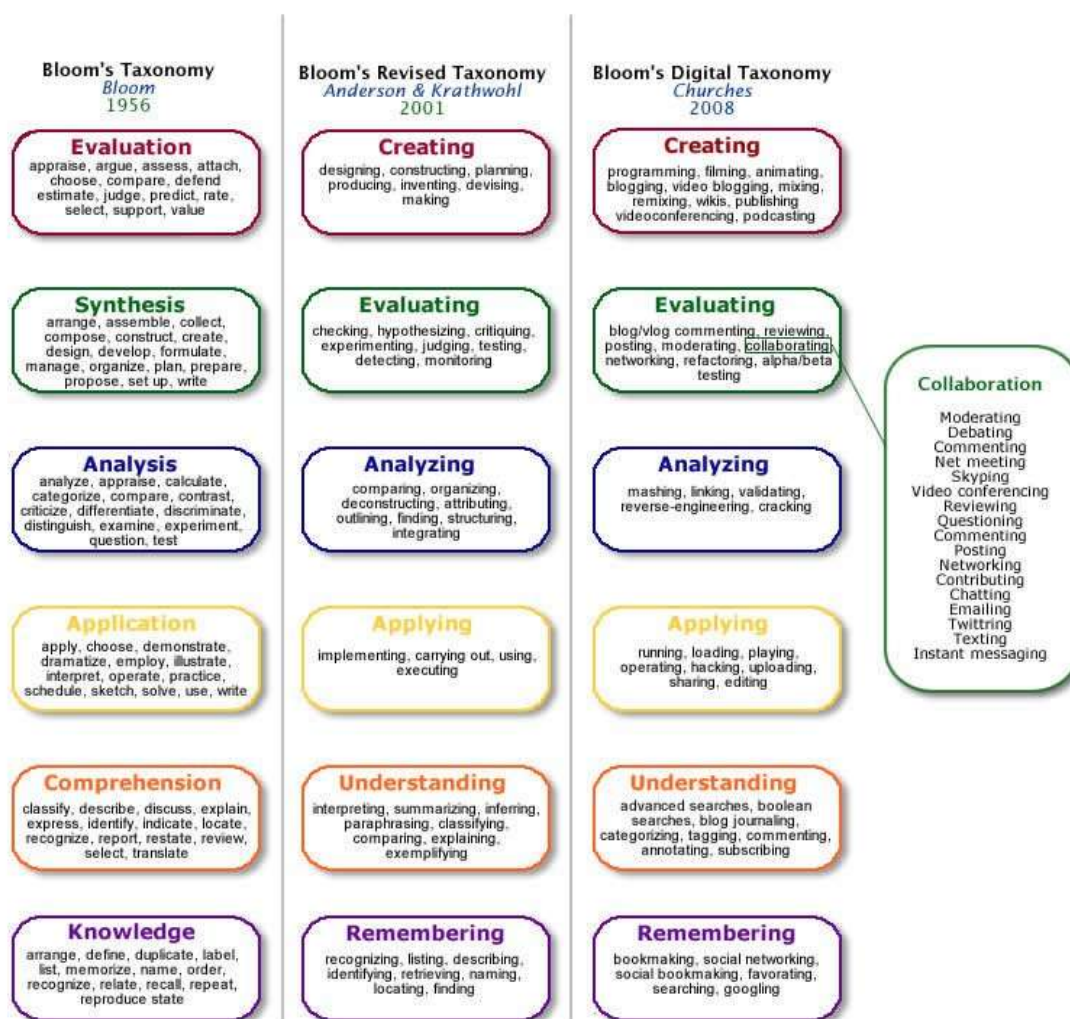 Bloom's Taxonomy
Bloom
1956
Evaluation
appraise, argue, assess, attach,
choose, compare, defend
estimate, judge, predict, rate,
select, support, value
Synthesis
arrange, assemble, collect,
compose, construct, create,
design, develop, formulate,
manage, organize, plan, prepare,
propose, set up, write
Analysis
analyze, appraise, calculate,
categorize, compare, contrast,
criticize, differentiate, discriminate,
distinguish, examine, experiment,
question, test
Application
apply, choose, demonstrate,
dramatize, employ, illustrate,
interpret, operate, practice,
schedule, sketch, solve, use, write
Comprehension
classify, describe, discuss, explain,
express, identify, indicate, locate,
recognize, report, restate, review,
select, translate
Knowledge
arrange, define, duplicate, label,
list, memorize, name, order,
recognize, relate, recall, repeat,
reproduce state
Bloom's Revised Taxonomy
Anderson & Krathwohl
2001
Creating
designing, constructing, planning,
producing, inventing, devising,
making
Evaluating
checking, hypothesizing, critiquing,
experimenting, judging, testing,
detecting, monitoring
Analyzing
comparing, organizing,
deconstructing, attributing,
outlining, finding, structuring,
integrating
Applying
implementing, carrying out, using,
executing
Understanding
interpreting, summarizing, inferring,
paraphrasing, classifying,
comparing, explaining,
exemplifying
Remembering
recognizing, listing, describing,
identifying, retrieving, naming,
locating, finding
Bloom's Digital Taxonomy
Churches
2008
Creating
programming, filming, animating,
blogging, video blogging, mixing,
remixing, wikis, publishing
videoconferencing, podcasting
Evaluating
blog/vlog commenting, reviewing,
posting, moderating, collaborating,
networking, refactoring, alpha/beta
testing
Analyzing
mashing, linking, validating,
reverse-engineering, cracking
Applying
running, loading, playing,
operating, hacking, uploading,
sharing, editing
Understanding
advanced searches, boolean
searches, blog journaling,
categorizing, tagging, commenting,
annotating, subscribing
Remembering
bookmaking, social networking,
social bookmaking, favorating,
searching, googling
Collaboration
Moderating
Debating
Commenting
Net meeting
Skyping
Video conferencing
Reviewing
Questioning
Commenting
Posting
Networking
Contributing
Chatting
Emailing
Twittring
Texting
Instant messaging